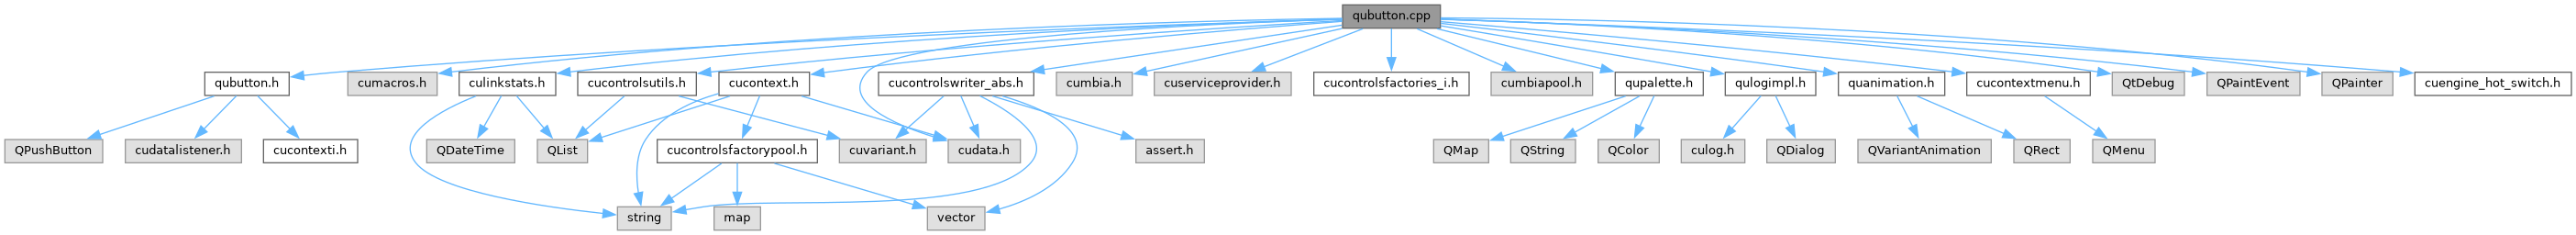 qubutton.cpp
qubutton.h
cumacros.h
culinkstats.h
cucontrolsutils.h
cucontext.h
cucontrolswriter_abs.h
cumbia.h
cuserviceprovider.h
cucontrolsfactories_i.h
cumbiapool.h
qupalette.h
qulogimpl.h
quanimation.h
cucontextmenu.h
QtDebug
QPaintEvent
QPainter
cuengine_hot_switch.h
QPushButton
cudatalistener.h
cucontexti.h
QDateTime
QList
cucontrolsfactorypool.h
cuvariant.h
cudata.h
assert.h
QMap
QString
QColor
culog.h
QDialog
QVariantAnimation
QRect
QMenu
string
map
vector